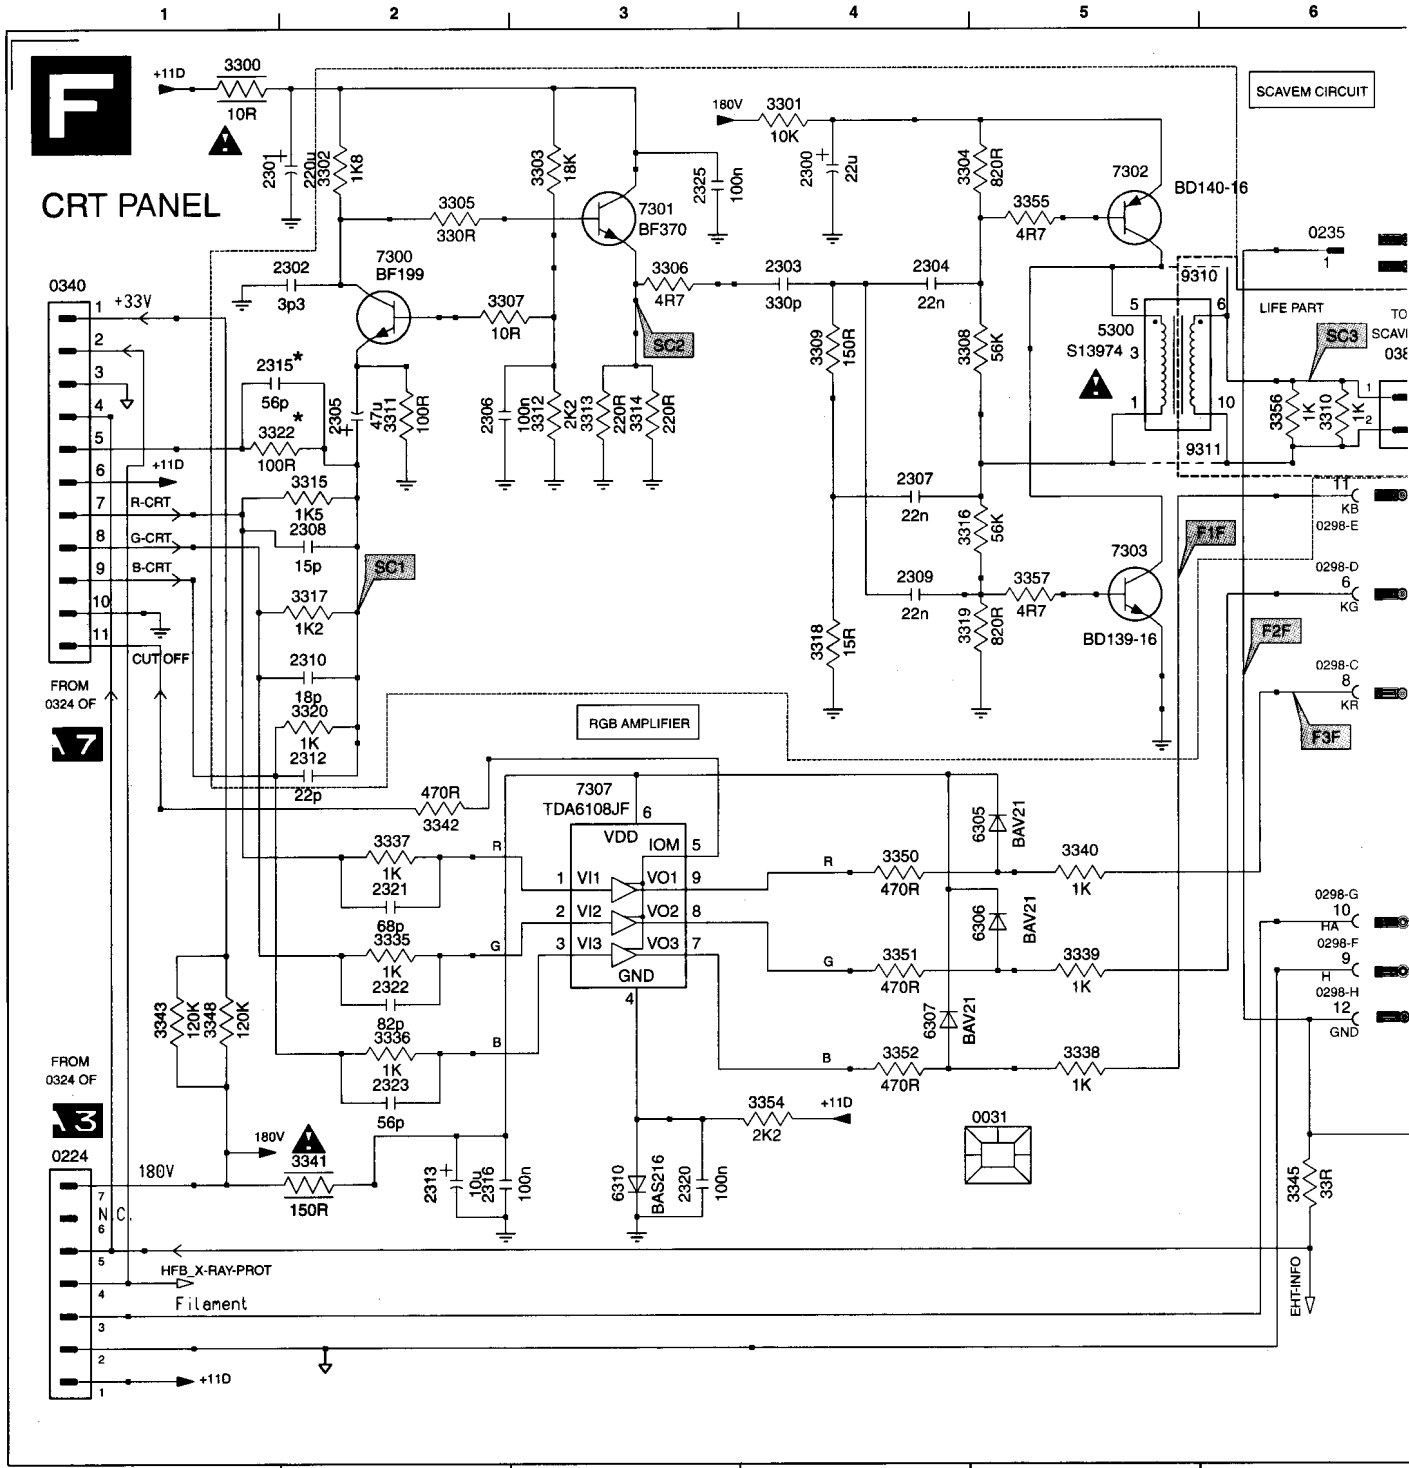 1 2 3 4 5 6
F
CRT PANEL
+11D
3300
10R
2301
+
220u
3302
1K8
3303
18K
2325
100n
180V
3301
10K
2300
+
22u
3304
820R
7302
BD140-16
SCAVEM CIRCUIT
3305
330R
7301
BF370
3355
4R7
0235
1
7300
BF199
2302
3p3
3306
4R7
2303
330p
2304
22n
9310
0340
1
+33V
2
3
4
5
6
7
8
9
10
11
+11D
R-CRT
G-CRT
B-CRT
CUT OFF
3307
10R
SC2
3309
150R
3308
56K
5
6
5300
S13974
3
1
10
9311
LIFE PART
SC3
TO
SCAVE
038
1
2
3356
1K
3310
1K
2315*
56p
3322*
100R
2305
+
47u
3311
100R
2306
100n
3312
2K2
3313
220R
3314
220R
3315
1K5
2308
15p
SC1
3317
1K2
2310
18p
3320
1K
2312
22p
2307
22n
3316
56K
2309
22n
3357
4R7
7303
BD139-16
3318
15R
3319
820R
F1F
11
KB
0298-E
0298-D
6
KG
F2F
0298-C
8
KR
F3F
FROM
0324 OF
A 7
RGB AMPLIFIER
470R
3342
7307
TDA6108JF
6
VDD
IOM 5
1 VI1 VO1 9
2 VI2 VO2 8
3 VI3 VO3 7
GND
4
3337
1K
2321
68p
R
3335
1K
2322
82p
G
3336
1K
2323
56p
B
R
3350
470R
6305
BAV21
3340
1K
6306
BAV21
G
3351
470R
3339
1K
6307
BAV21
B
3352
470R
3338
1K
0298-G
10
HA
0298-F
9
H
0298-H
12
GND
3343
120K
3348
120K
FROM
0324 OF
A 3
0224
180V
180V
3341
150R
2313
+
10u
2316
100n
6310
BAS216
2320
100n
3354
2K2
+11D
0031
3345
33R
7
N.C.
6
5
HFB_X-RAY-PROT
4
Filament
3
2
1
+11D
EHT-INFO